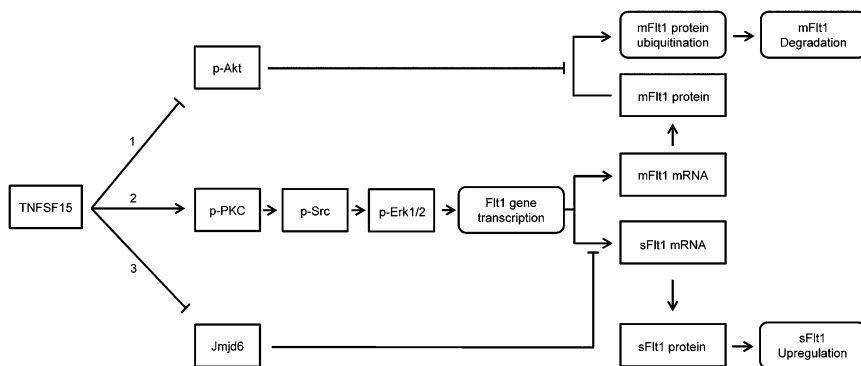 mFlt1 protein
ubiquitination
mFlt1
Degradation
p-Akt
mFlt1 protein
1
TNFSF15
2
p-PKC
p-Src
p-Erk1/2
Flt1 gene
transcription
mFlt1 mRNA
sFlt1 mRNA
3
Jmjd6
sFlt1 protein
sFlt1
Upregulation